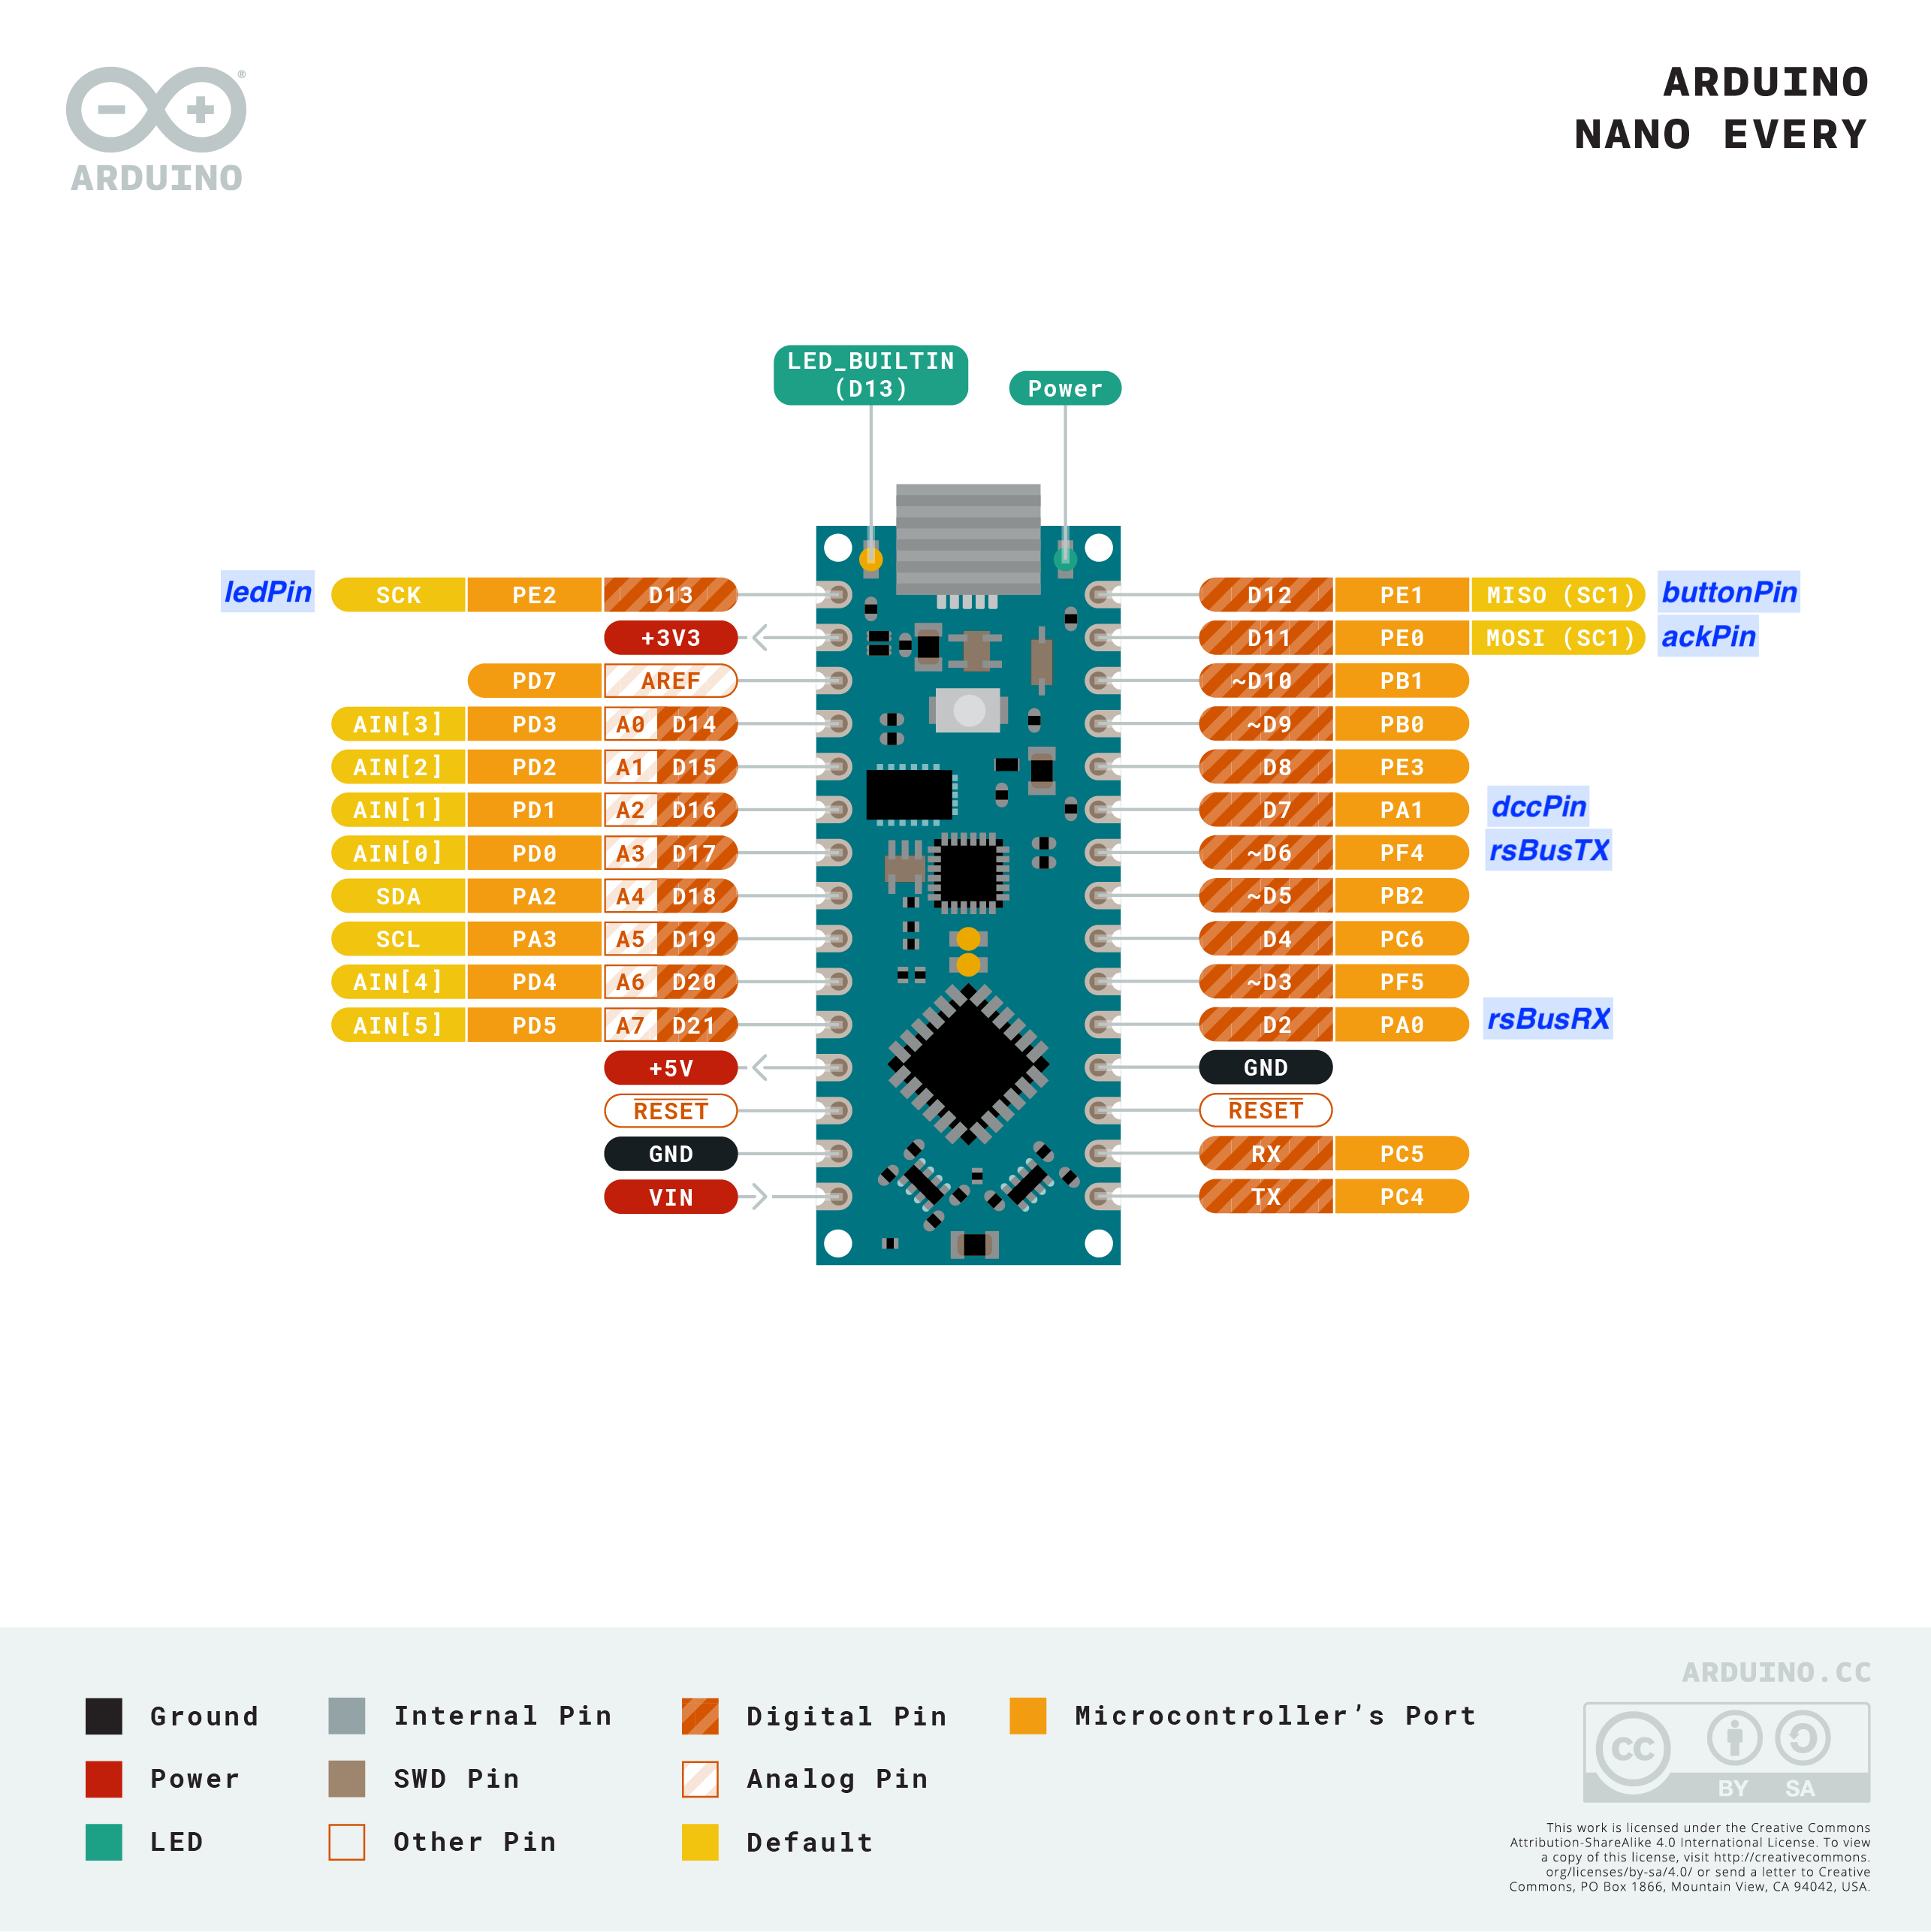 ®
ARDUINO
ARDUINO
NANO EVERY
LED_BUILTIN
(D13)
Power
ledPin SCK PE2 D13
+3V3
PD7 AREF
AIN[3] PD3 A0 D14
AIN[2] PD2 A1 D15
AIN[1] PD1 A2 D16
AIN[0] PD0 A3 D17
SDA PA2 A4 D18
SCL PA3 A5 D19
AIN[4] PD4 A6 D20
AIN[5] PD5 A7 D21
+5V
RESET
GND
VIN
D12 PE1 MISO (SC1) buttonPin
D11 PE0 MOSI (SC1) ackPin
~D10 PB1
~D9 PB0
D8 PE3
D7 PA1 dccPin
~D6 PF4 rsBusTX
~D5 PB2
D4 PC6
~D3 PF5
D2 PA0 rsBusRX
GND
RESET
RX PC5
TX PC4
Ground
Power
LED
Internal Pin
SWD Pin
Other Pin
Digital Pin
Analog Pin
Default
Microcontroller's Port
ARDUINO.CC
CC
BY SA
This work is licensed under the Creative Commons
Attribution-ShareAlike 4.0 International License. To view
a copy of this license, visit http://creativecommons.
org/licenses/by-sa/4.0/ or send a letter to Creative
Commons, PO Box 1866, Mountain View, CA 94042, USA.